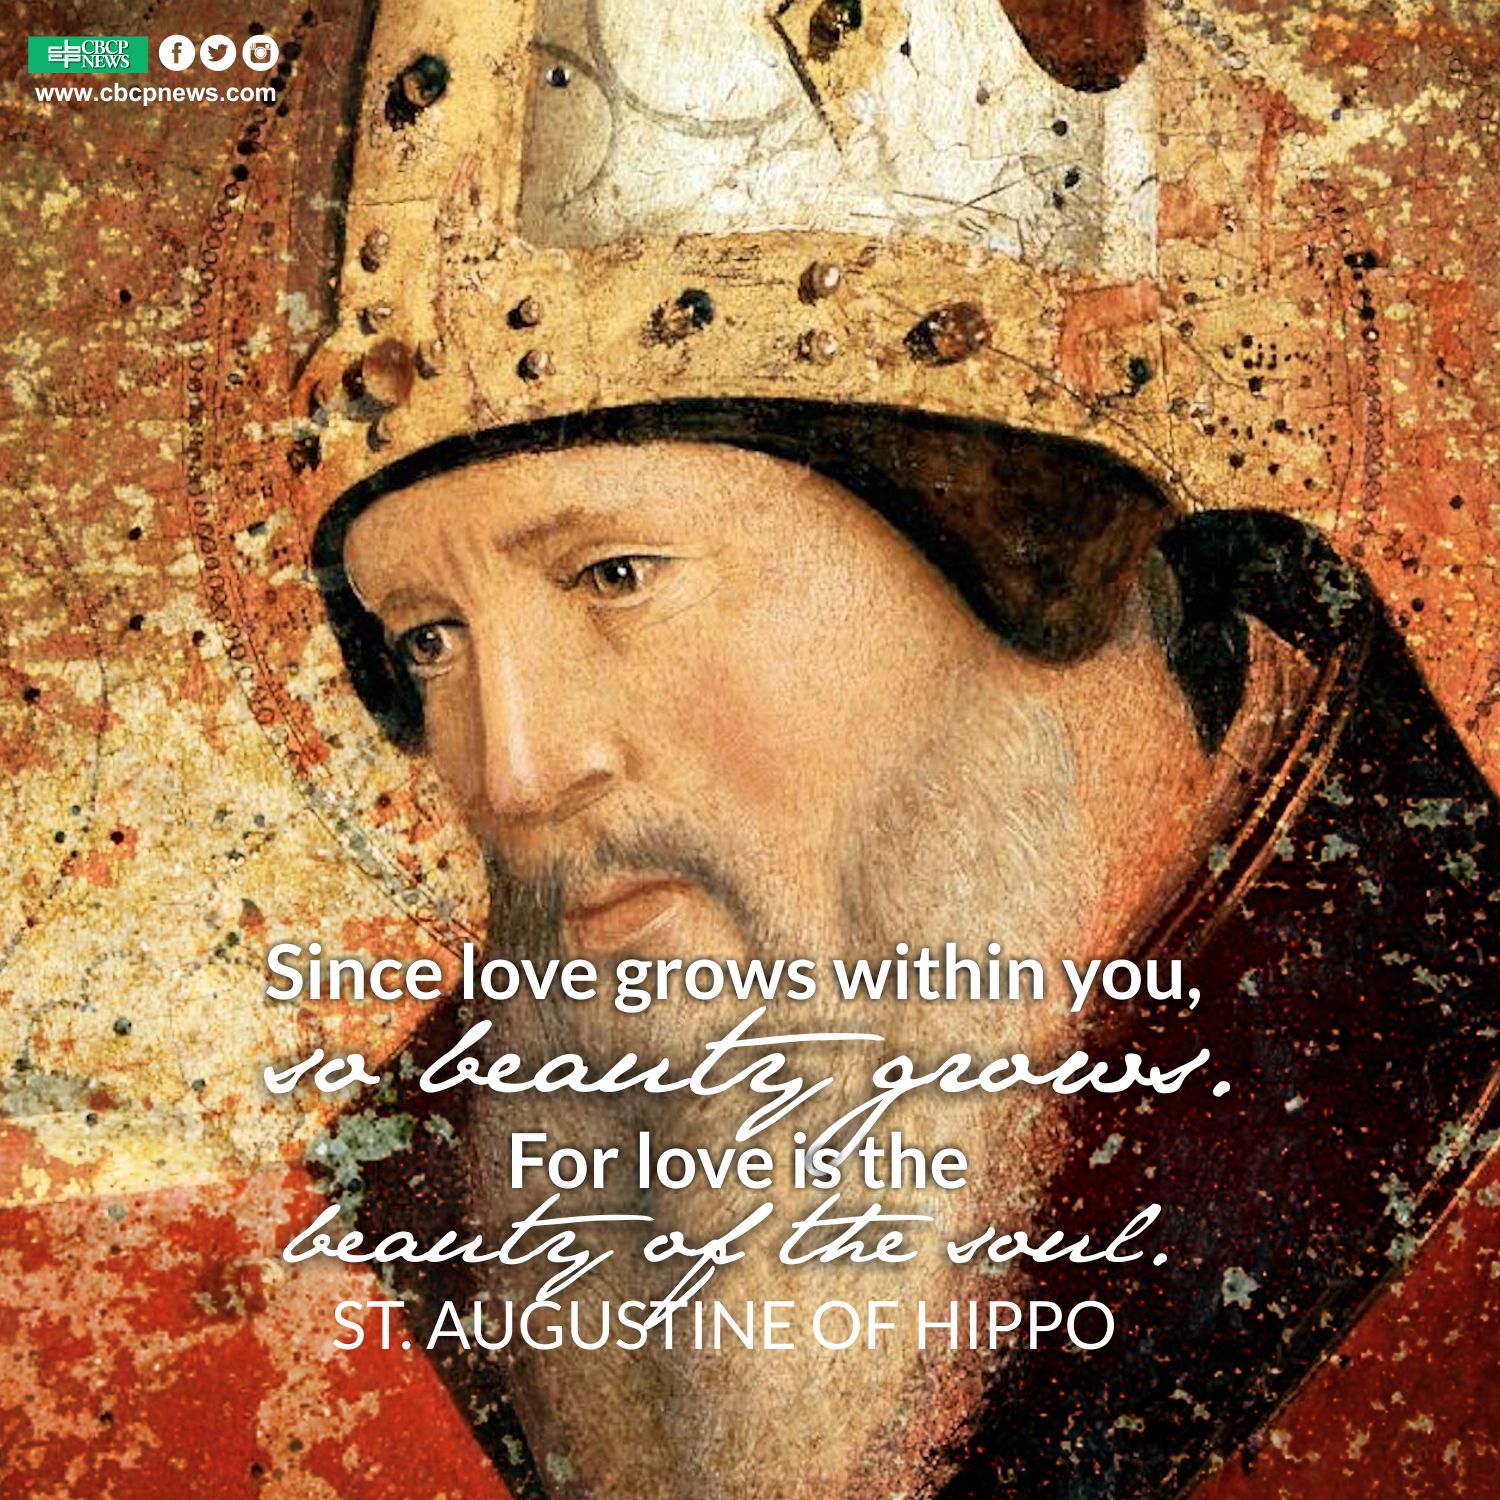 CBCP
NEWS
www.cbcpnews.com
Since love grows within you,
so beauty grows.
For love is the
beauty of the soul.
ST. AUGUSTINE OF HIPPO